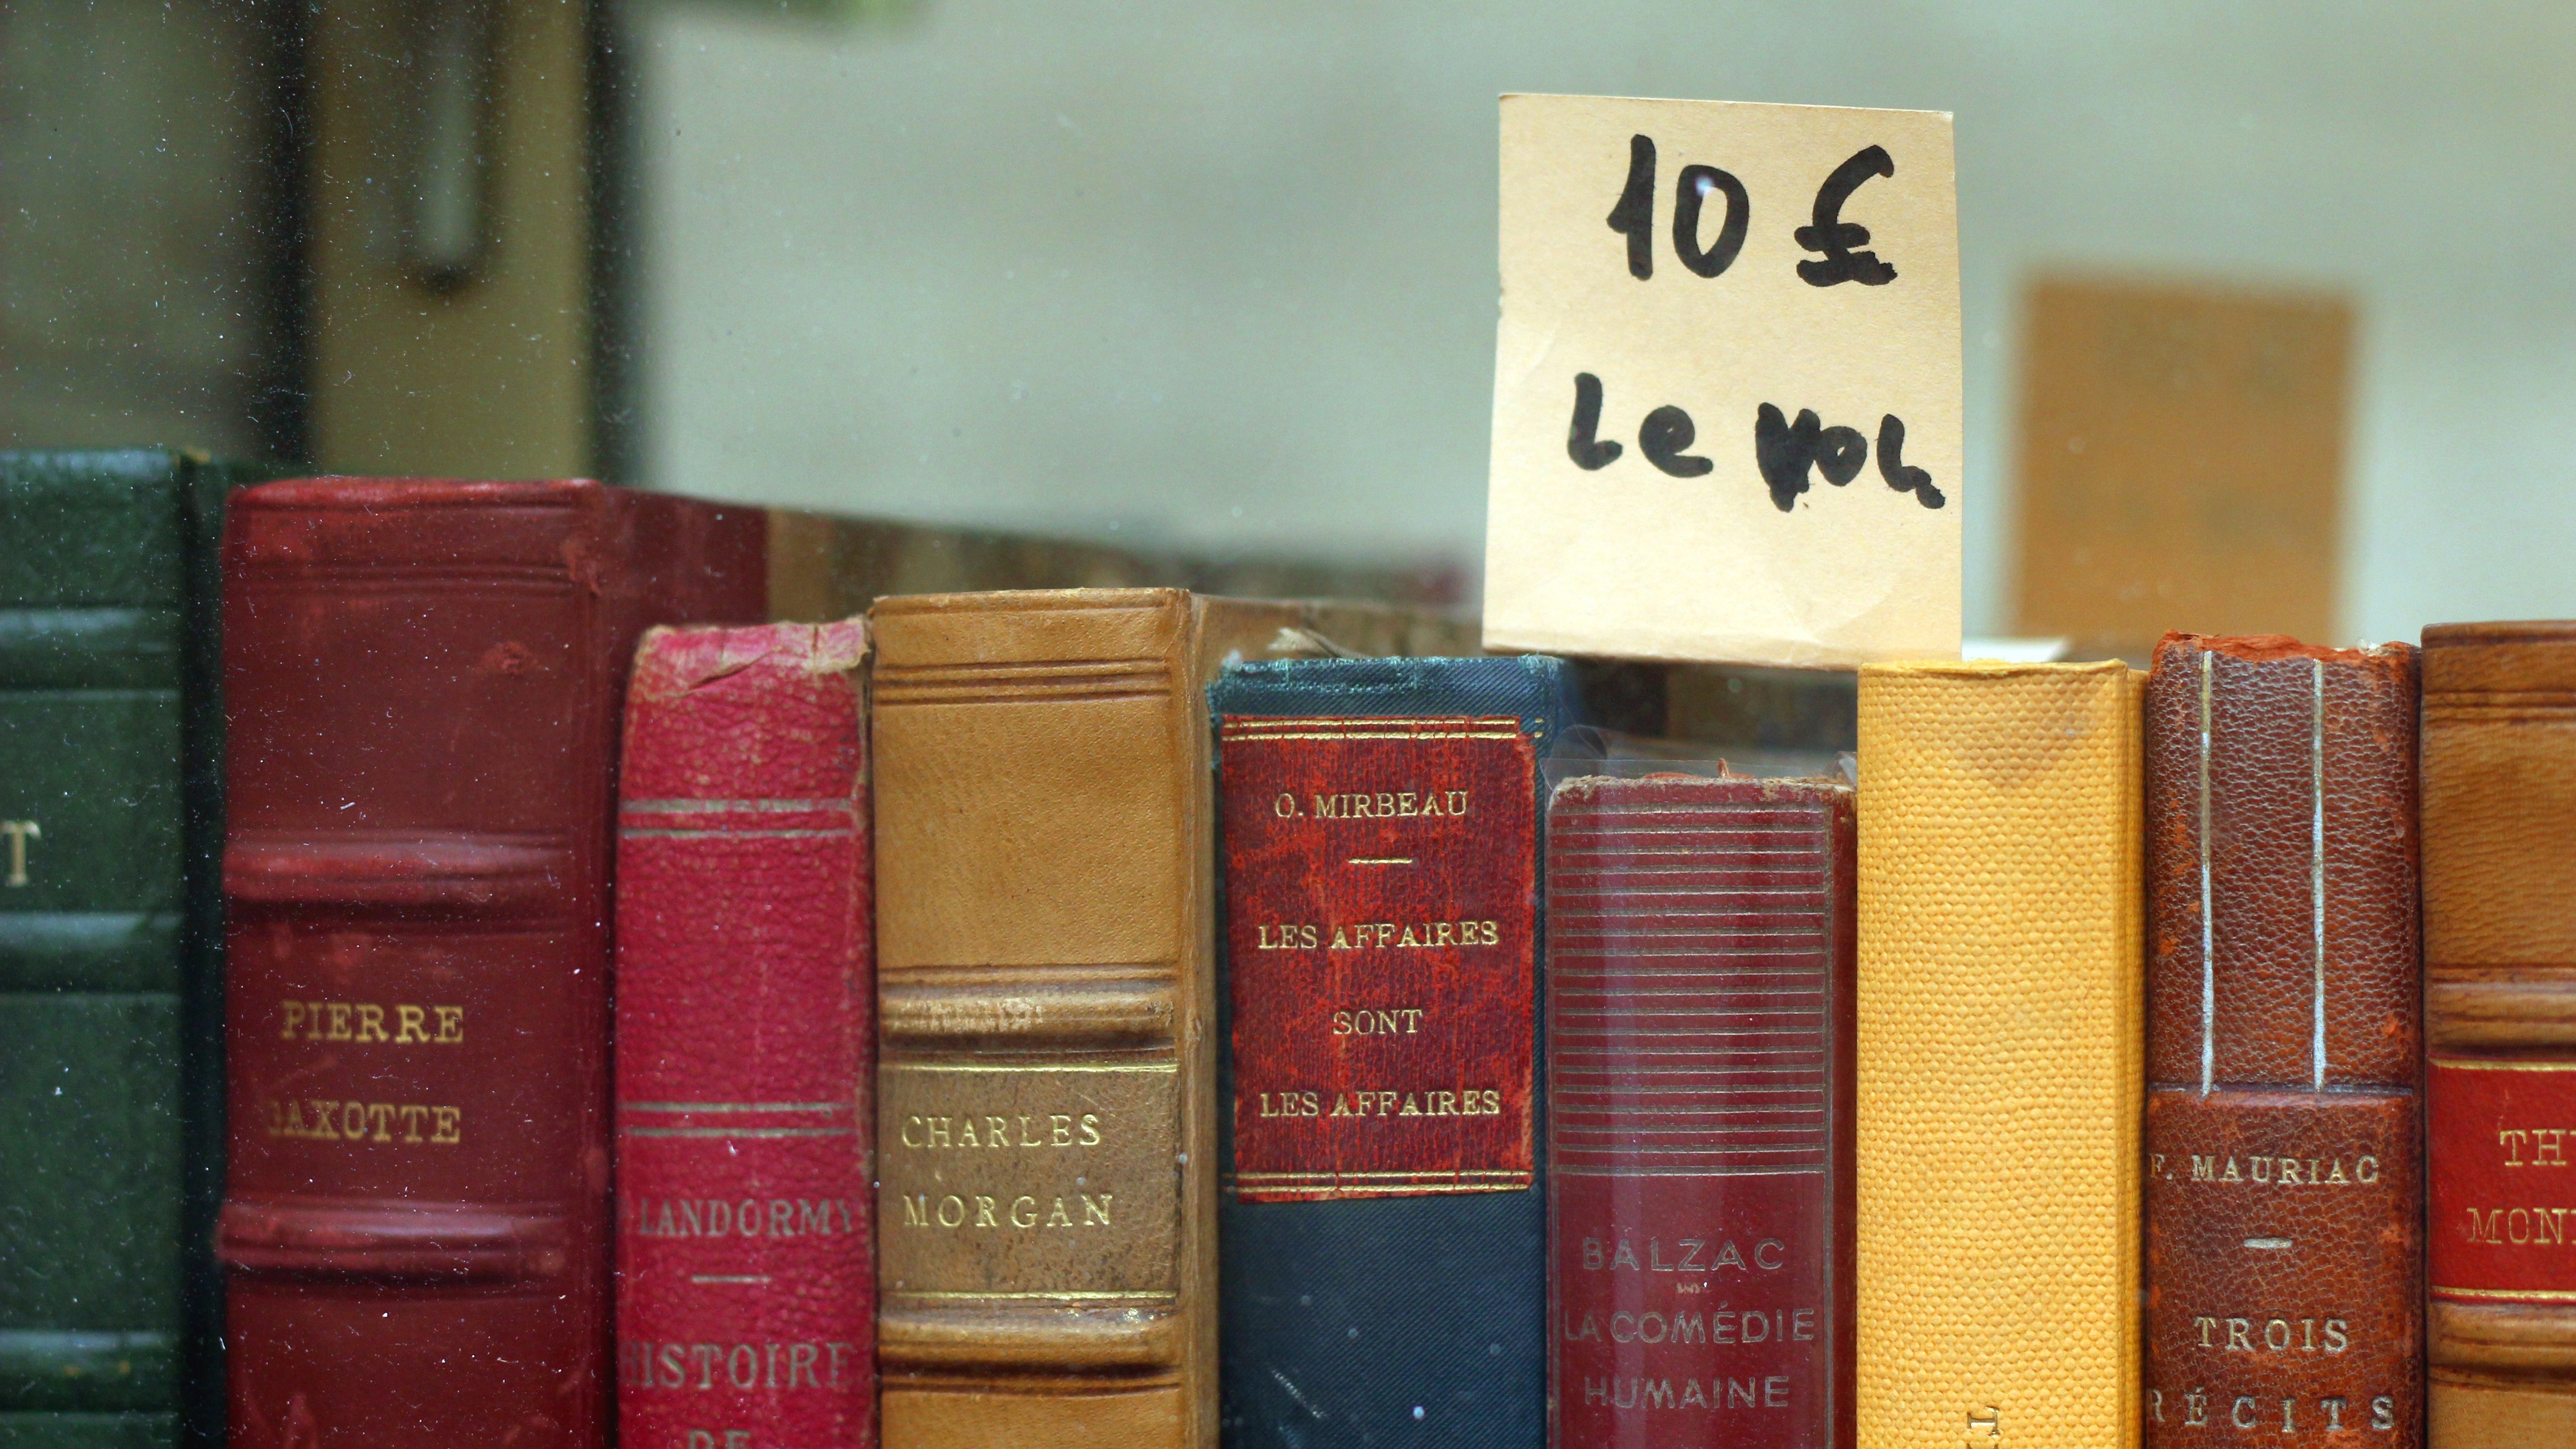 10 £
Le vol.
T
PIERRE
GAXOTTE
LANDORMY
HISTOIRE
DE
CHARLES
MORGAN
O. MIRBEAU
LES AFFAIRES
SONT
LES AFFAIRES
BALZAC
LA COMÉDIE
HUMAINE
T
F. MAURIAC
TROIS
RÉCITS
TH
MON